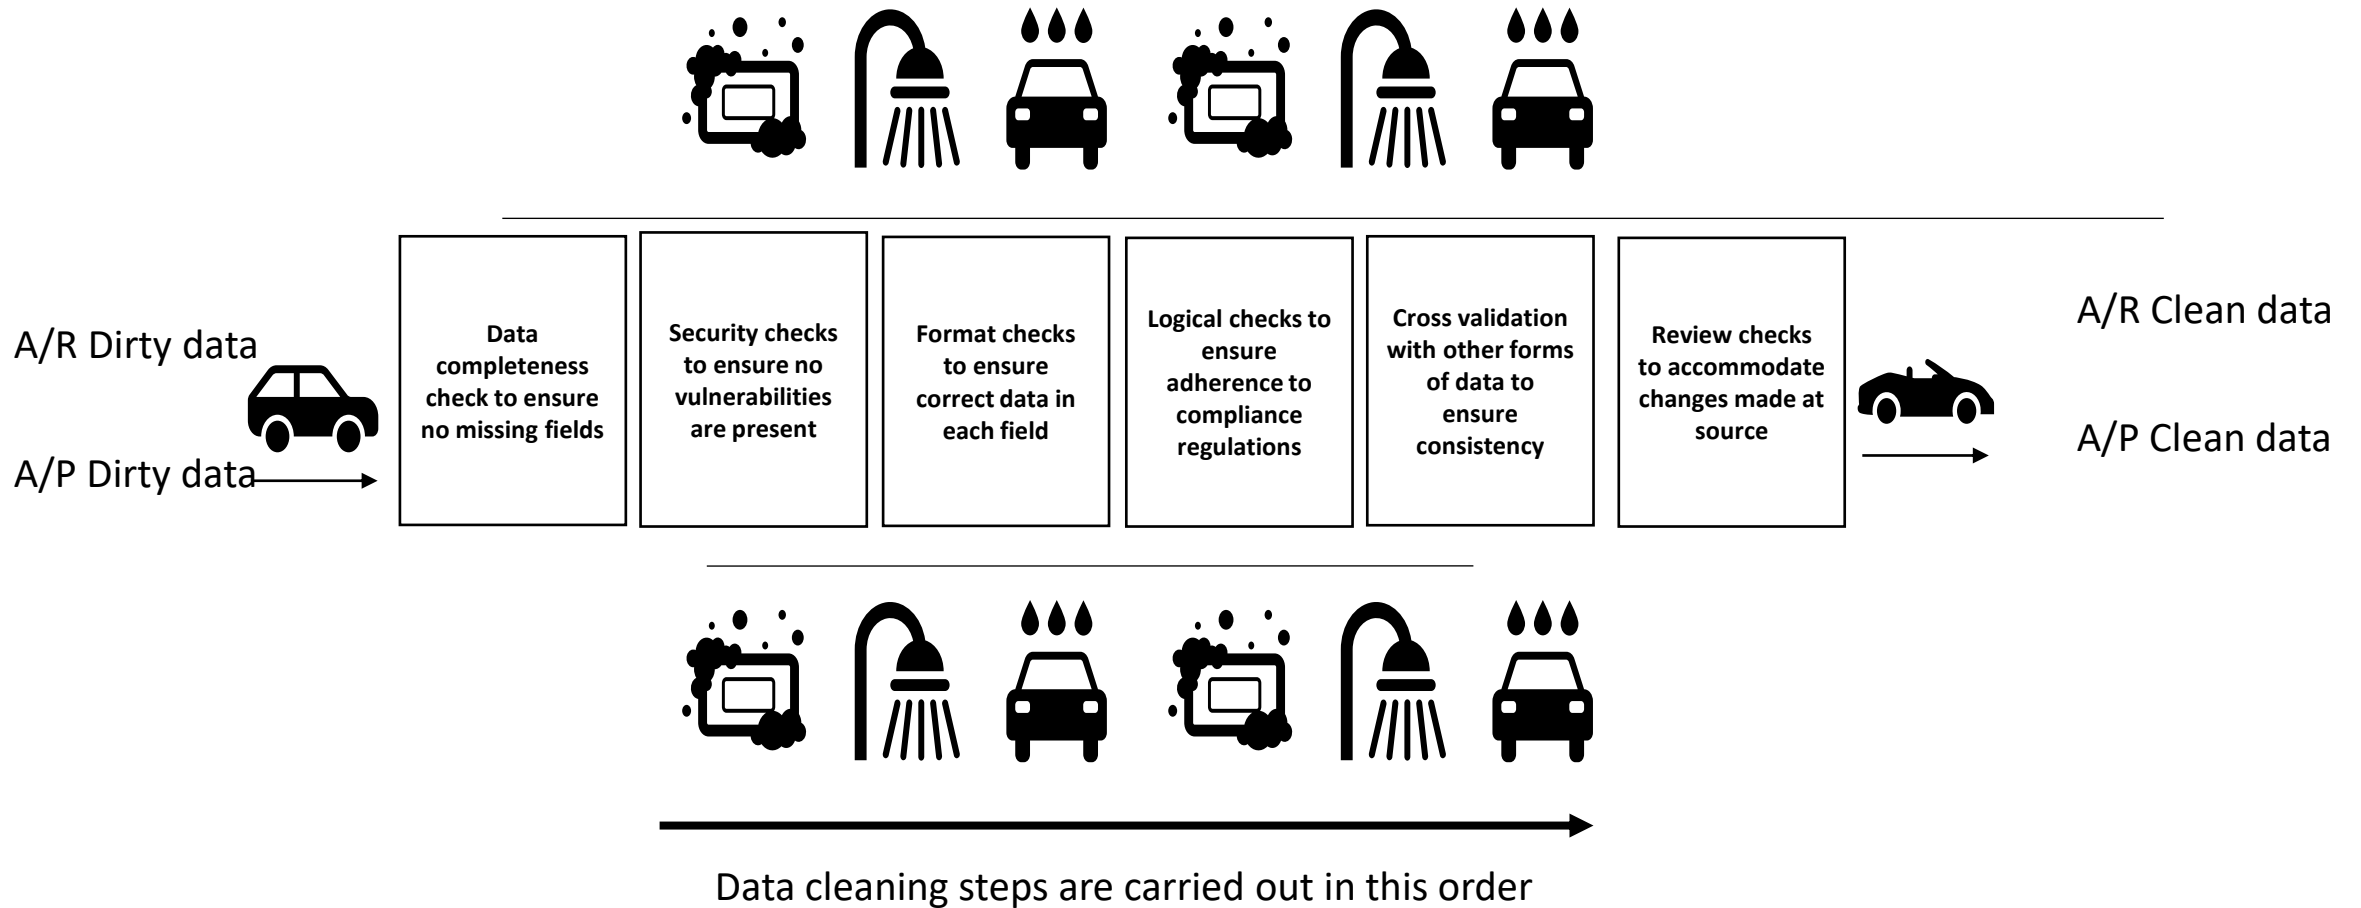 A/R Dirty data
A/P Dirty data
Data
completeness
check to ensure
no missing fields
Security checks
to ensure no
vulnerabilities
are present
Format checks
to ensure
correct data in
each field
Logical checks to
ensure
adherence to
compliance
regulations
Cross validation
with other forms
of data to
ensure
consistency
Review checks
to accommodate
changes made at
source
A/R Clean data
A/P Clean data
Data cleaning steps are carried out in this order